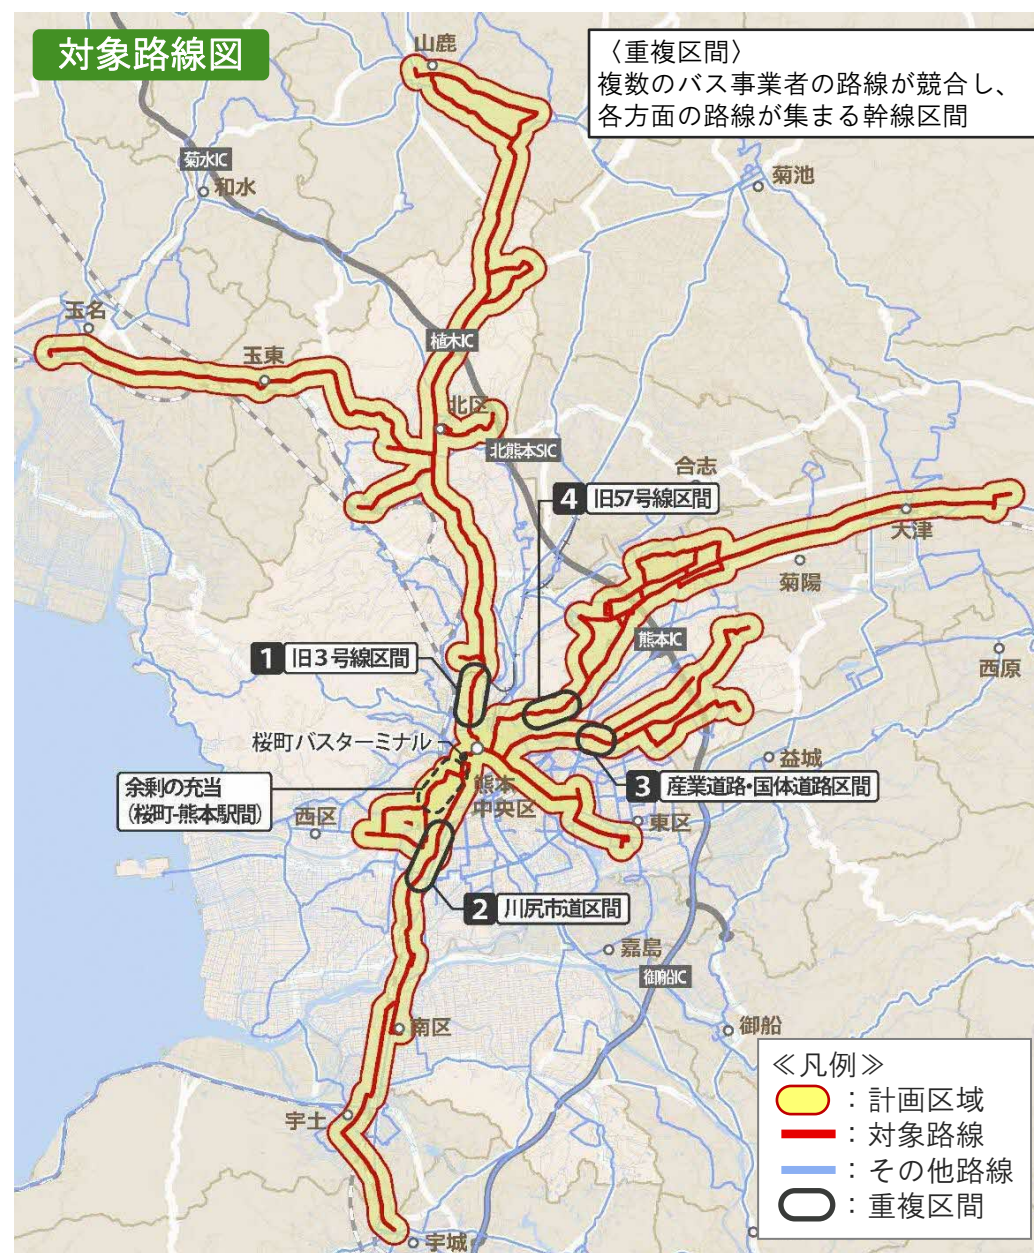 対象路線図
〈重複区間〉
複数のバス事業者の路線が競合し、
各方面の路線が集まる幹線区間
山鹿
菊水IC
和水
菊池
玉名
植木IC
玉東
北区
北熊本SIC
合志
4 旧57号線区間
大津
菊陽
熊本IC
1 旧3号線区間
西原
桜町バスターミナル
益城
余剰の充当
(桜町-熊本駅間)
熊本
中央区
3 産業道路・国体道路区間
西区
東区
2 川尻市道区間
嘉島
御船IC
南区
御船
宇土
宇城
≪凡例≫
：計画区域
：対象路線
：その他路線
：重複区間